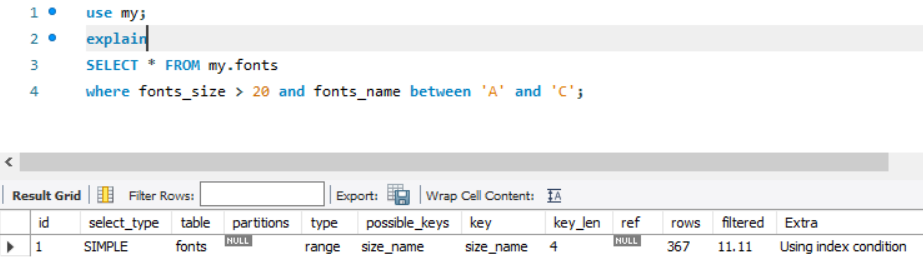 1 use my;
2 explain
3 SELECT * FROM my.fonts
4 where fonts_size > 20 and fonts_name between 'A' and 'C';
Result Grid Filter Rows: Export: Wrap Cell Content: IA
id select_type table partitions type possible_keys key key_len ref rows filtered Extra
1 SIMPLE fonts NULL range size_name size_name 4 NULL 367 11.11 Using index condition